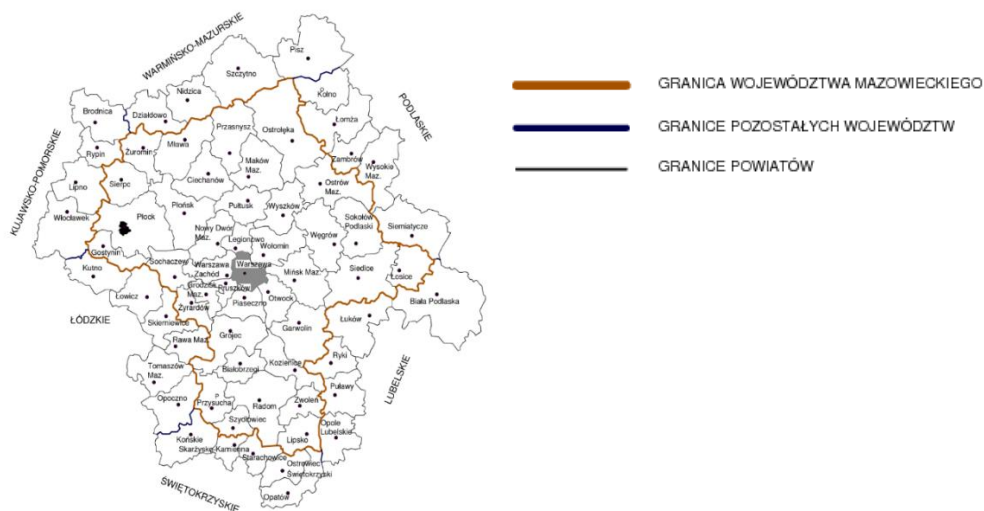 WARMIŃSKO-MAZURSKIE
Pisz
Szczytno
Nidzica
Kolno
PODLASKIE
Brodnica
Działdowo
Łomża
Przasnysz
Ostrołęka
Rypin
Żuromin
Mława
Zambrów
Wysokie
Maz.
KUJAWSKO-POMORSKIE
Maków
Maz.
Ciechanów
Lipno
Sierpc
Ostrów
Maz.
Płońsk
Pułtusk
Wyszków
Włocławek
Płock
Sokołów
Podlaski
Nowy Dwór
Maz.
Legionowo
Węgrów
Siemiatycze
Gostynin
Wołomin
Kutno
Sochaczew
Warszawa
Zachód
Warszawa
Mińsk Maz.
Siedlce
Łosice
Grodzisk
Maz.
Pruszków
Łowicz
Żyrardów
Piaseczno
Otwock
Biała Podlaska
ŁÓDZKIE
Skierniewice
Garwolin
Łuków
Rawa Maz.
Grójec
Tomaszów
Maz.
Białobrzegi
Kozienice
Ryki
LUBELSKIE
Puławy
Opoczno
P
Przysucha
Radom
Zwoleń
Szydłowiec
Lipsko
Opole
Lubelskie
Końskie
Skarżysko
Kamienna
Starachowice
Ostrowiec
Świętokrzyski
ŚWIĘTOKRZYSKIE
Opatów
GRANICA WOJEWÓDZTWA MAZOWIECKIEGO
GRANICE POZOSTAŁYCH WOJEWÓDZTW
GRANICE POWIATÓW